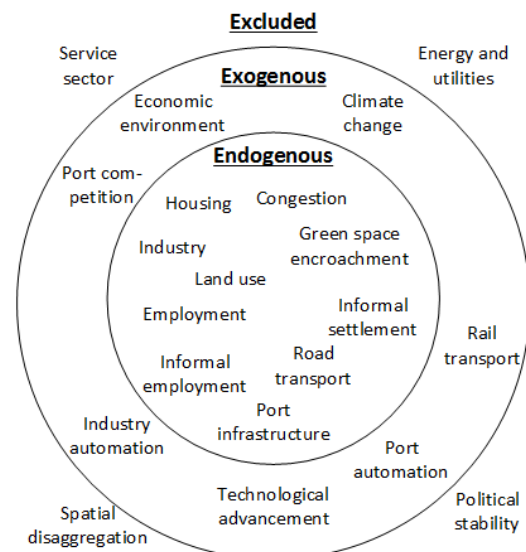 Excluded
Service
sector
Energy and
utilities
Exogenous
Economic
environment
Climate
change
Endogenous
Port com-
petition
Housing
Congestion
Industry
Green space
encroachment
Land use
Employment
Informal
settlement
Rail
transport
Informal
employment
Road
transport
Port
infrastructure
Industry
automation
Port
automation
Technological
advancement
Spatial
disaggregation
Political
stability